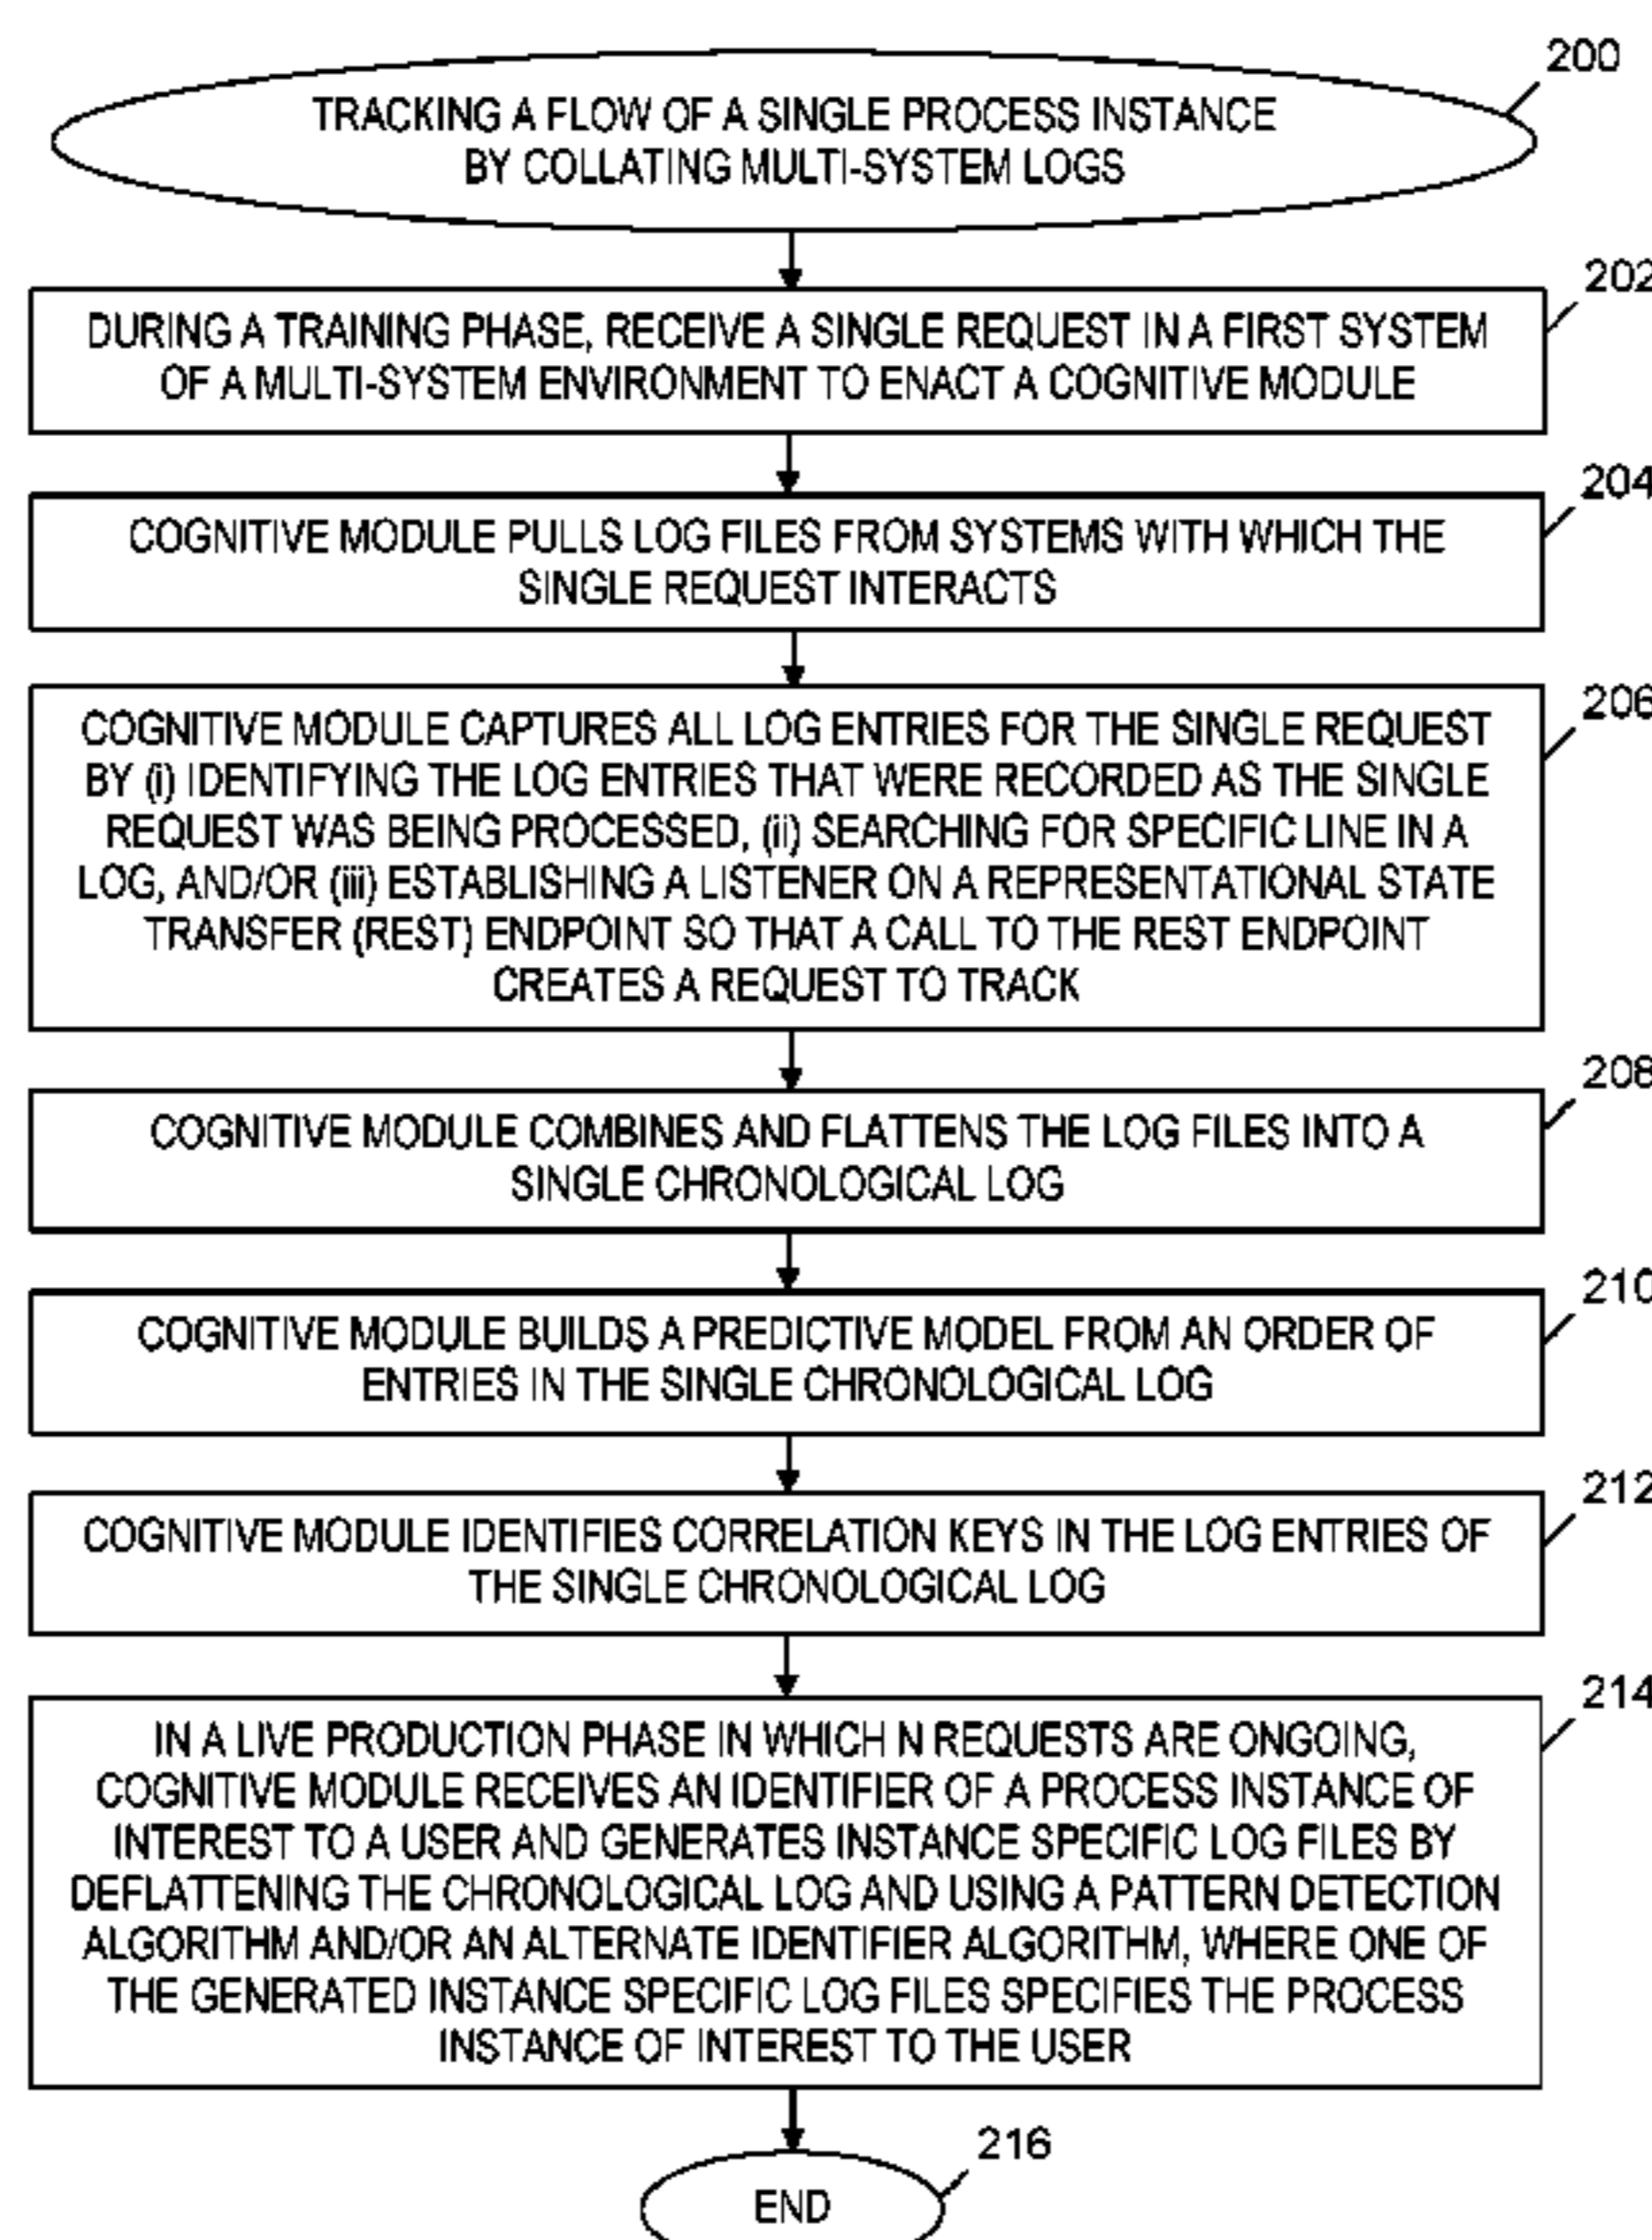 200
TRACKING A FLOW OF A SINGLE PROCESS INSTANCE
BY COLLATING MULTI-SYSTEM LOGS
202
DURING A TRAINING PHASE, RECEIVE A SINGLE REQUEST IN A FIRST SYSTEM
OF A MULTI-SYSTEM ENVIRONMENT TO ENACT A COGNITIVE MODULE
204
COGNITIVE MODULE PULLS LOG FILES FROM SYSTEMS WITH WHICH THE
SINGLE REQUEST INTERACTS
206
COGNITIVE MODULE CAPTURES ALL LOG ENTRIES FOR THE SINGLE REQUEST
BY (i) IDENTIFYING THE LOG ENTRIES THAT WERE RECORDED AS THE SINGLE
REQUEST WAS BEING PROCESSED, (ii) SEARCHING FOR SPECIFIC LINE IN A
LOG, AND/OR (iii) ESTABLISHING A LISTENER ON A REPRESENTATIONAL STATE
TRANSFER (REST) ENDPOINT SO THAT A CALL TO THE REST ENDPOINT
CREATES A REQUEST TO TRACK
208
COGNITIVE MODULE COMBINES AND FLATTENS THE LOG FILES INTO A
SINGLE CHRONOLOGICAL LOG
210
COGNITIVE MODULE BUILDS A PREDICTIVE MODEL FROM AN ORDER OF
ENTRIES IN THE SINGLE CHRONOLOGICAL LOG
212
COGNITIVE MODULE IDENTIFIES CORRELATION KEYS IN THE LOG ENTRIES OF
THE SINGLE CHRONOLOGICAL LOG
214
IN A LIVE PRODUCTION PHASE IN WHICH N REQUESTS ARE ONGOING,
COGNITIVE MODULE RECEIVES AN IDENTIFIER OF A PROCESS INSTANCE OF
INTEREST TO A USER AND GENERATES INSTANCE SPECIFIC LOG FILES BY
DEFLATTENING THE CHRONOLOGICAL LOG AND USING A PATTERN DETECTION
ALGORITHM AND/OR AN ALTERNATE IDENTIFIER ALGORITHM, WHERE ONE OF
THE GENERATED INSTANCE SPECIFIC LOG FILES SPECIFIES THE PROCESS
INSTANCE OF INTEREST TO THE USER
216
END